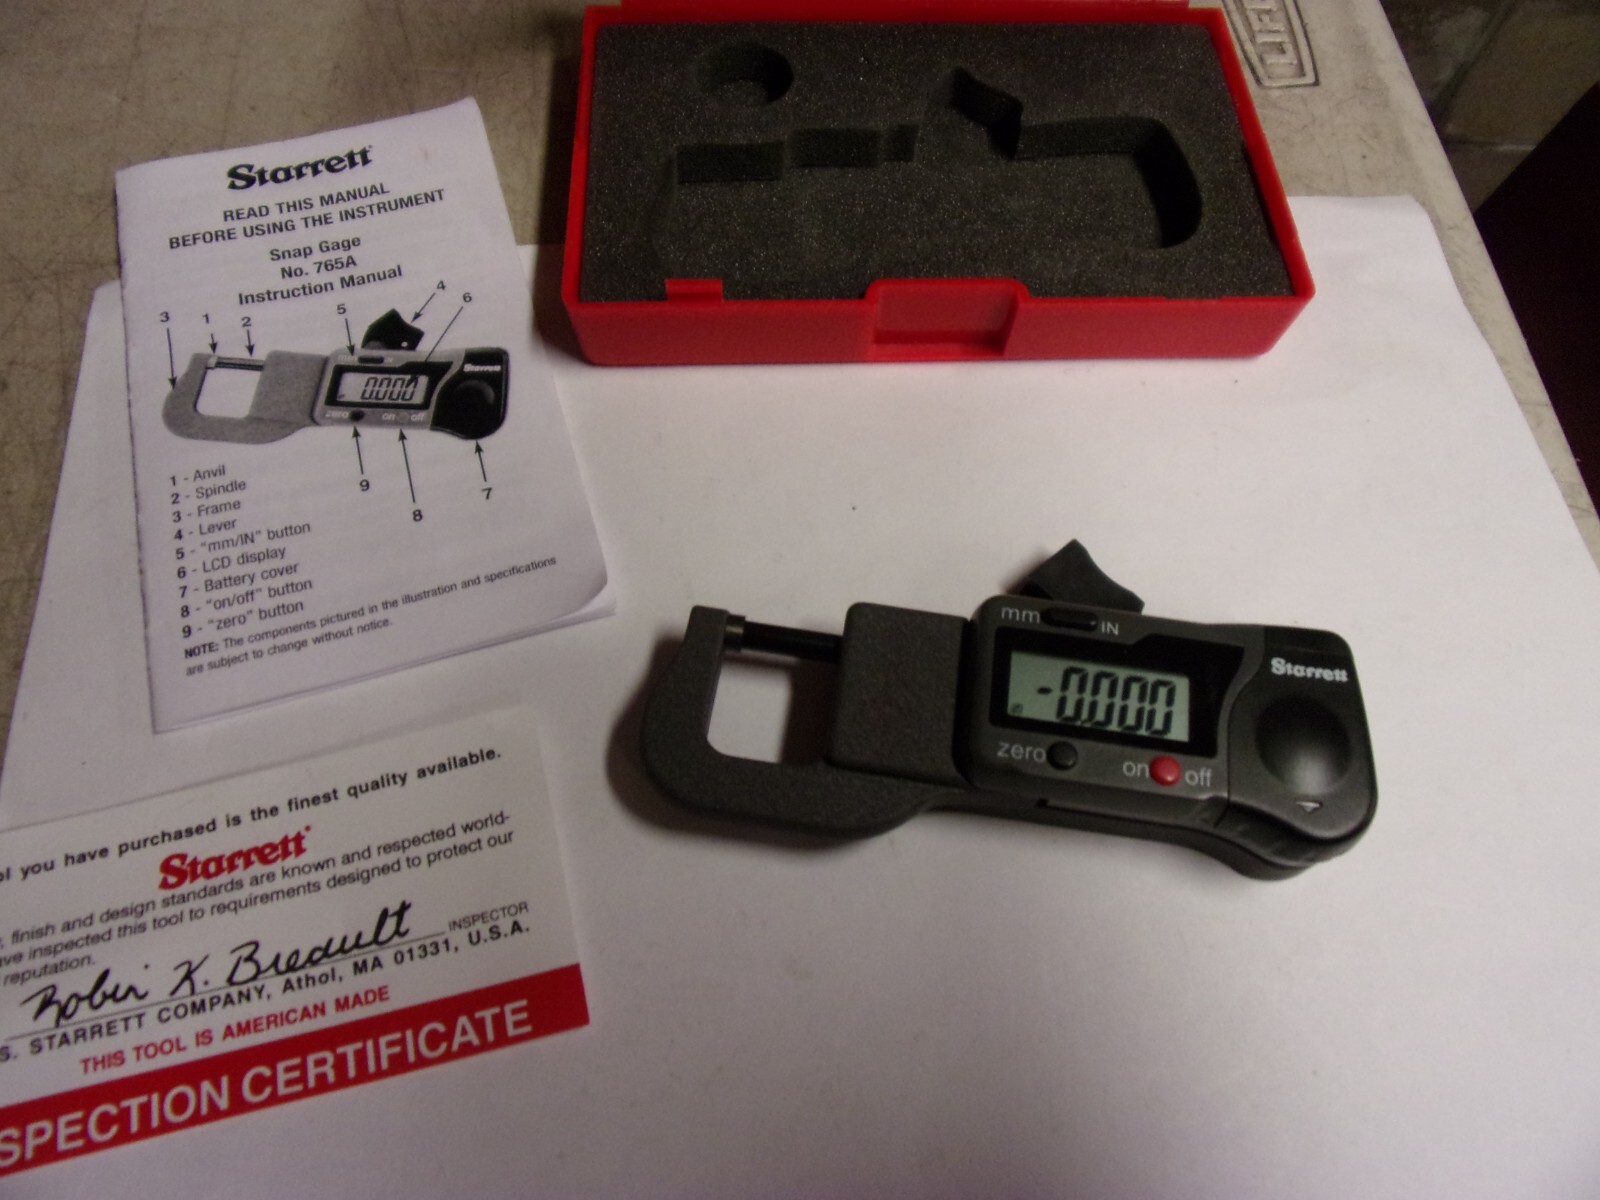 Starrett
READ THIS MANUAL
BEFORE USING THE INSTRUMENT
Snap Gage
No. 765A
Instruction Manual
3
1
2
5
4
6
0.000
Starrett
zero
on off
9
8
7
1 - Anvil
2 - Spindle
3 - Frame
4 - Lever
5 - "mm/IN" button
6 - LCD display
7 - Battery cover
8 - "on/off" button
9 - "zero" button
NOTE: The components pictured in the illustration and specifications
are subject to change without notice.
you have purchased is the finest quality available.
Starrett
finish and design standards are known and respected world-
inspected this tool to requirements designed to protect our
reputation.
Robin K. Breault INSPECTOR
S. STARRETT COMPANY, Athol, MA 01331, U.S.A.
THIS TOOL IS AMERICAN MADE
SPECTION CERTIFICATE
mm IN
-0.000
Starrett
zero
on off
LIFE